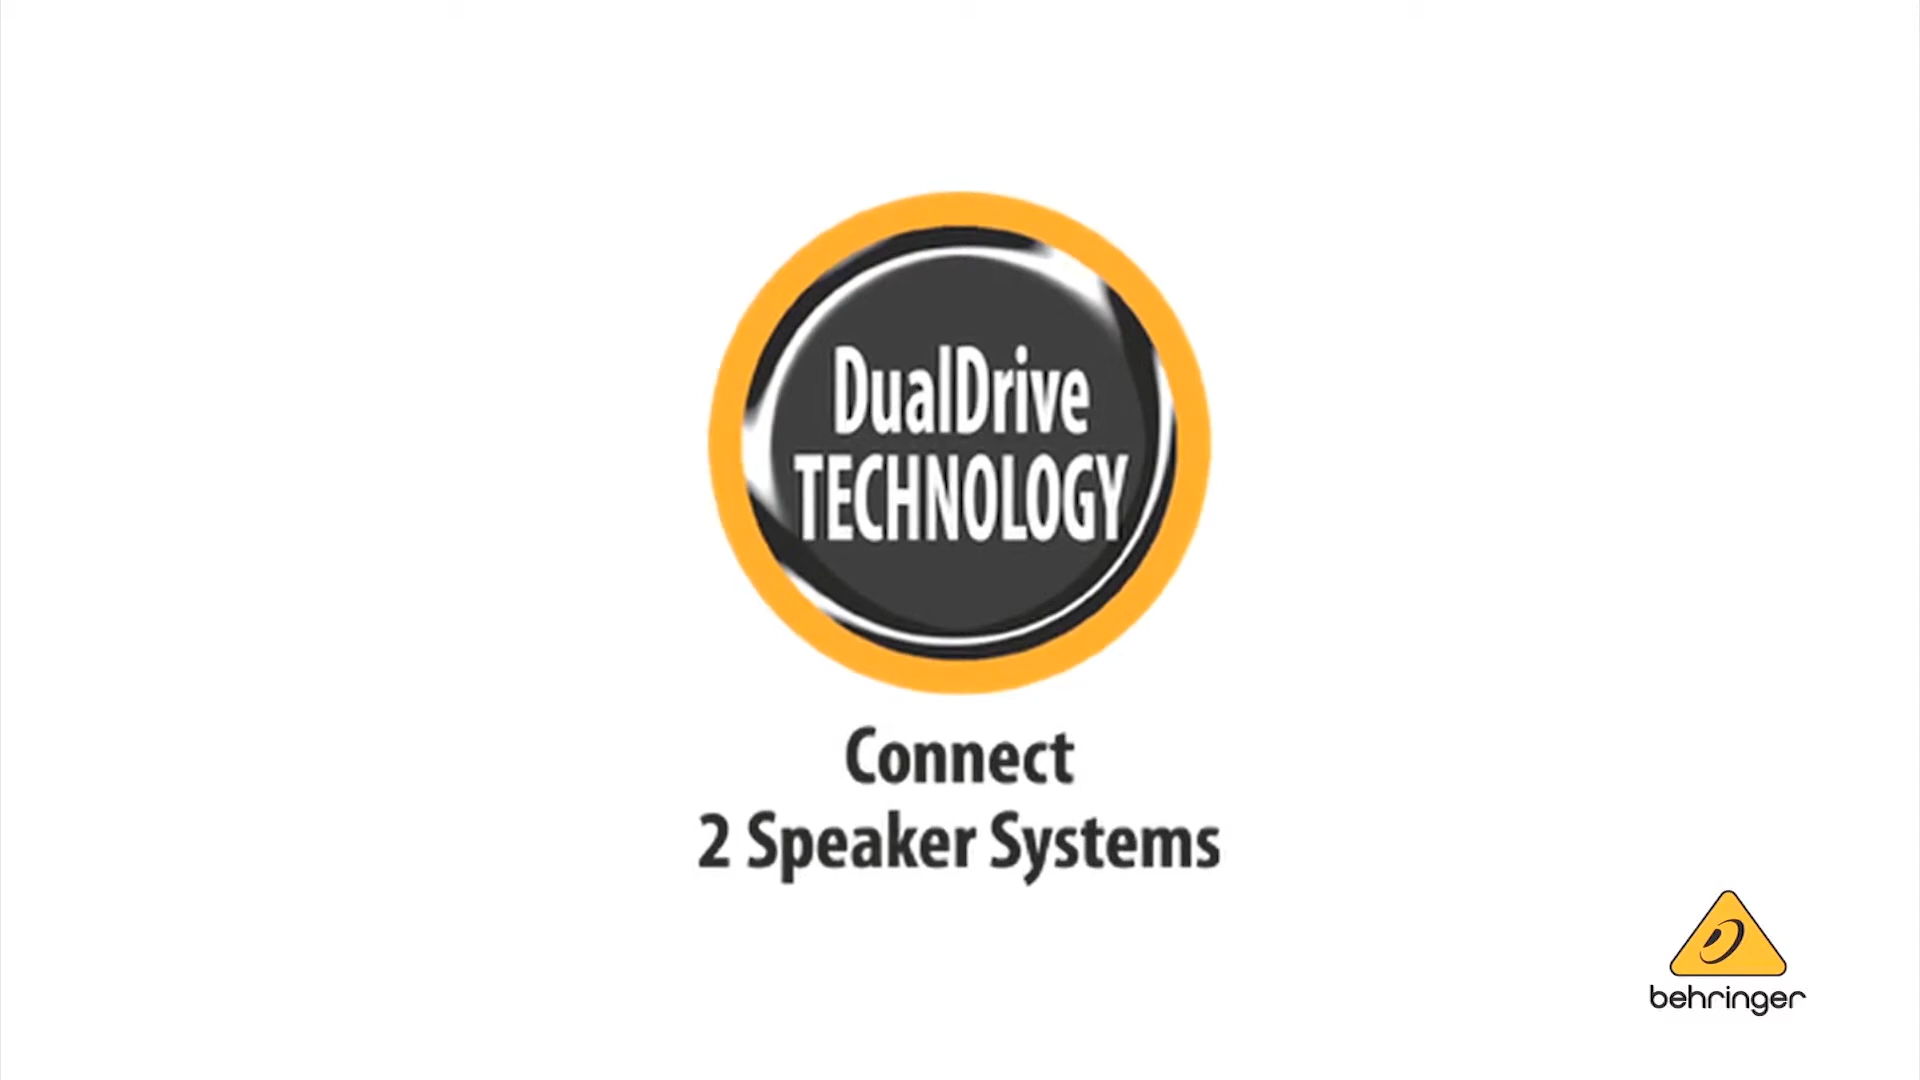 DualDrive
TECHNOLOGY
Connect
2 Speaker Systems
behringer